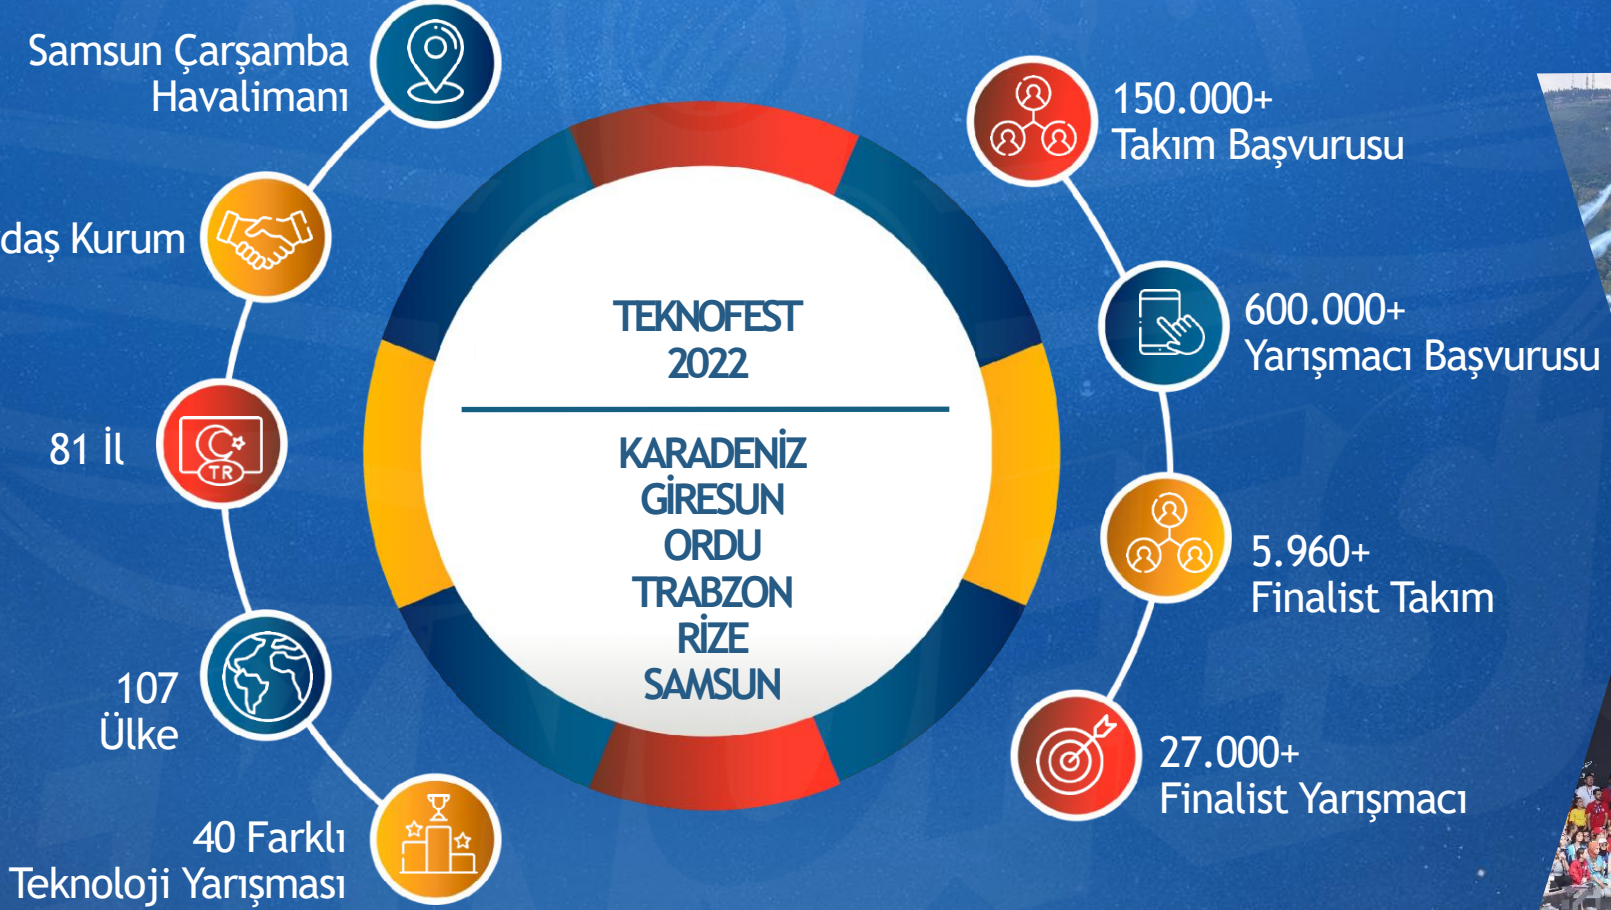 Samsun Çarşamba
Havalimanı
Kurum
81 İl
TR
107
Ülke
40 Farklı
Teknoloji Yarışması
TEKNOFEST
2022
KARADENİZ
GİRESUN
ORDU
TRABZON
RİZE
SAMSUN
150.000+
Takım Başvurusu
600.000+
Yarışmacı Başvurusu
5.960+
Finalist Takım
27.000+
Finalist Yarışmacı